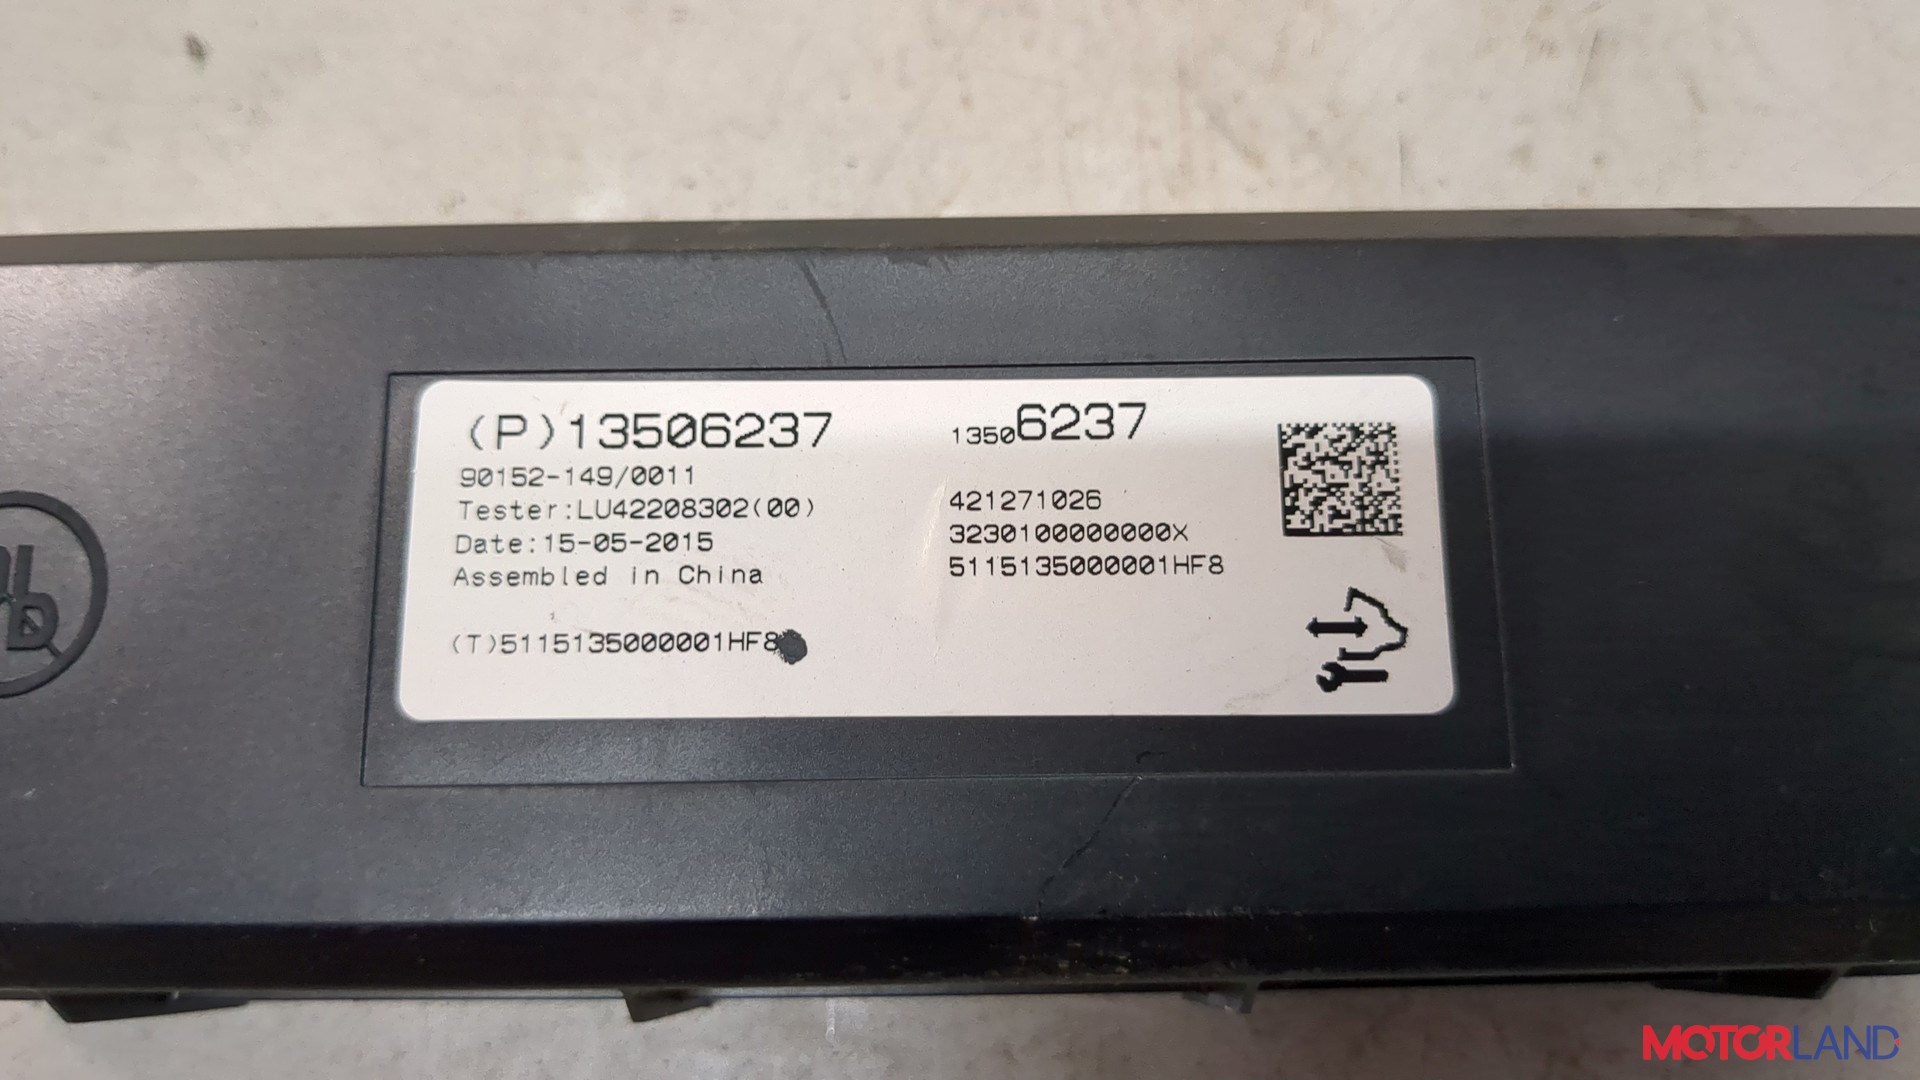 (P)13506237
90152-149/0011
Tester:LU42208302(00)
Date:15-05-2015
Assembled in China
(T)5115135000001HF8
13506237
421271026
3230100000000X
5115135000001HF8
MOTORLAND